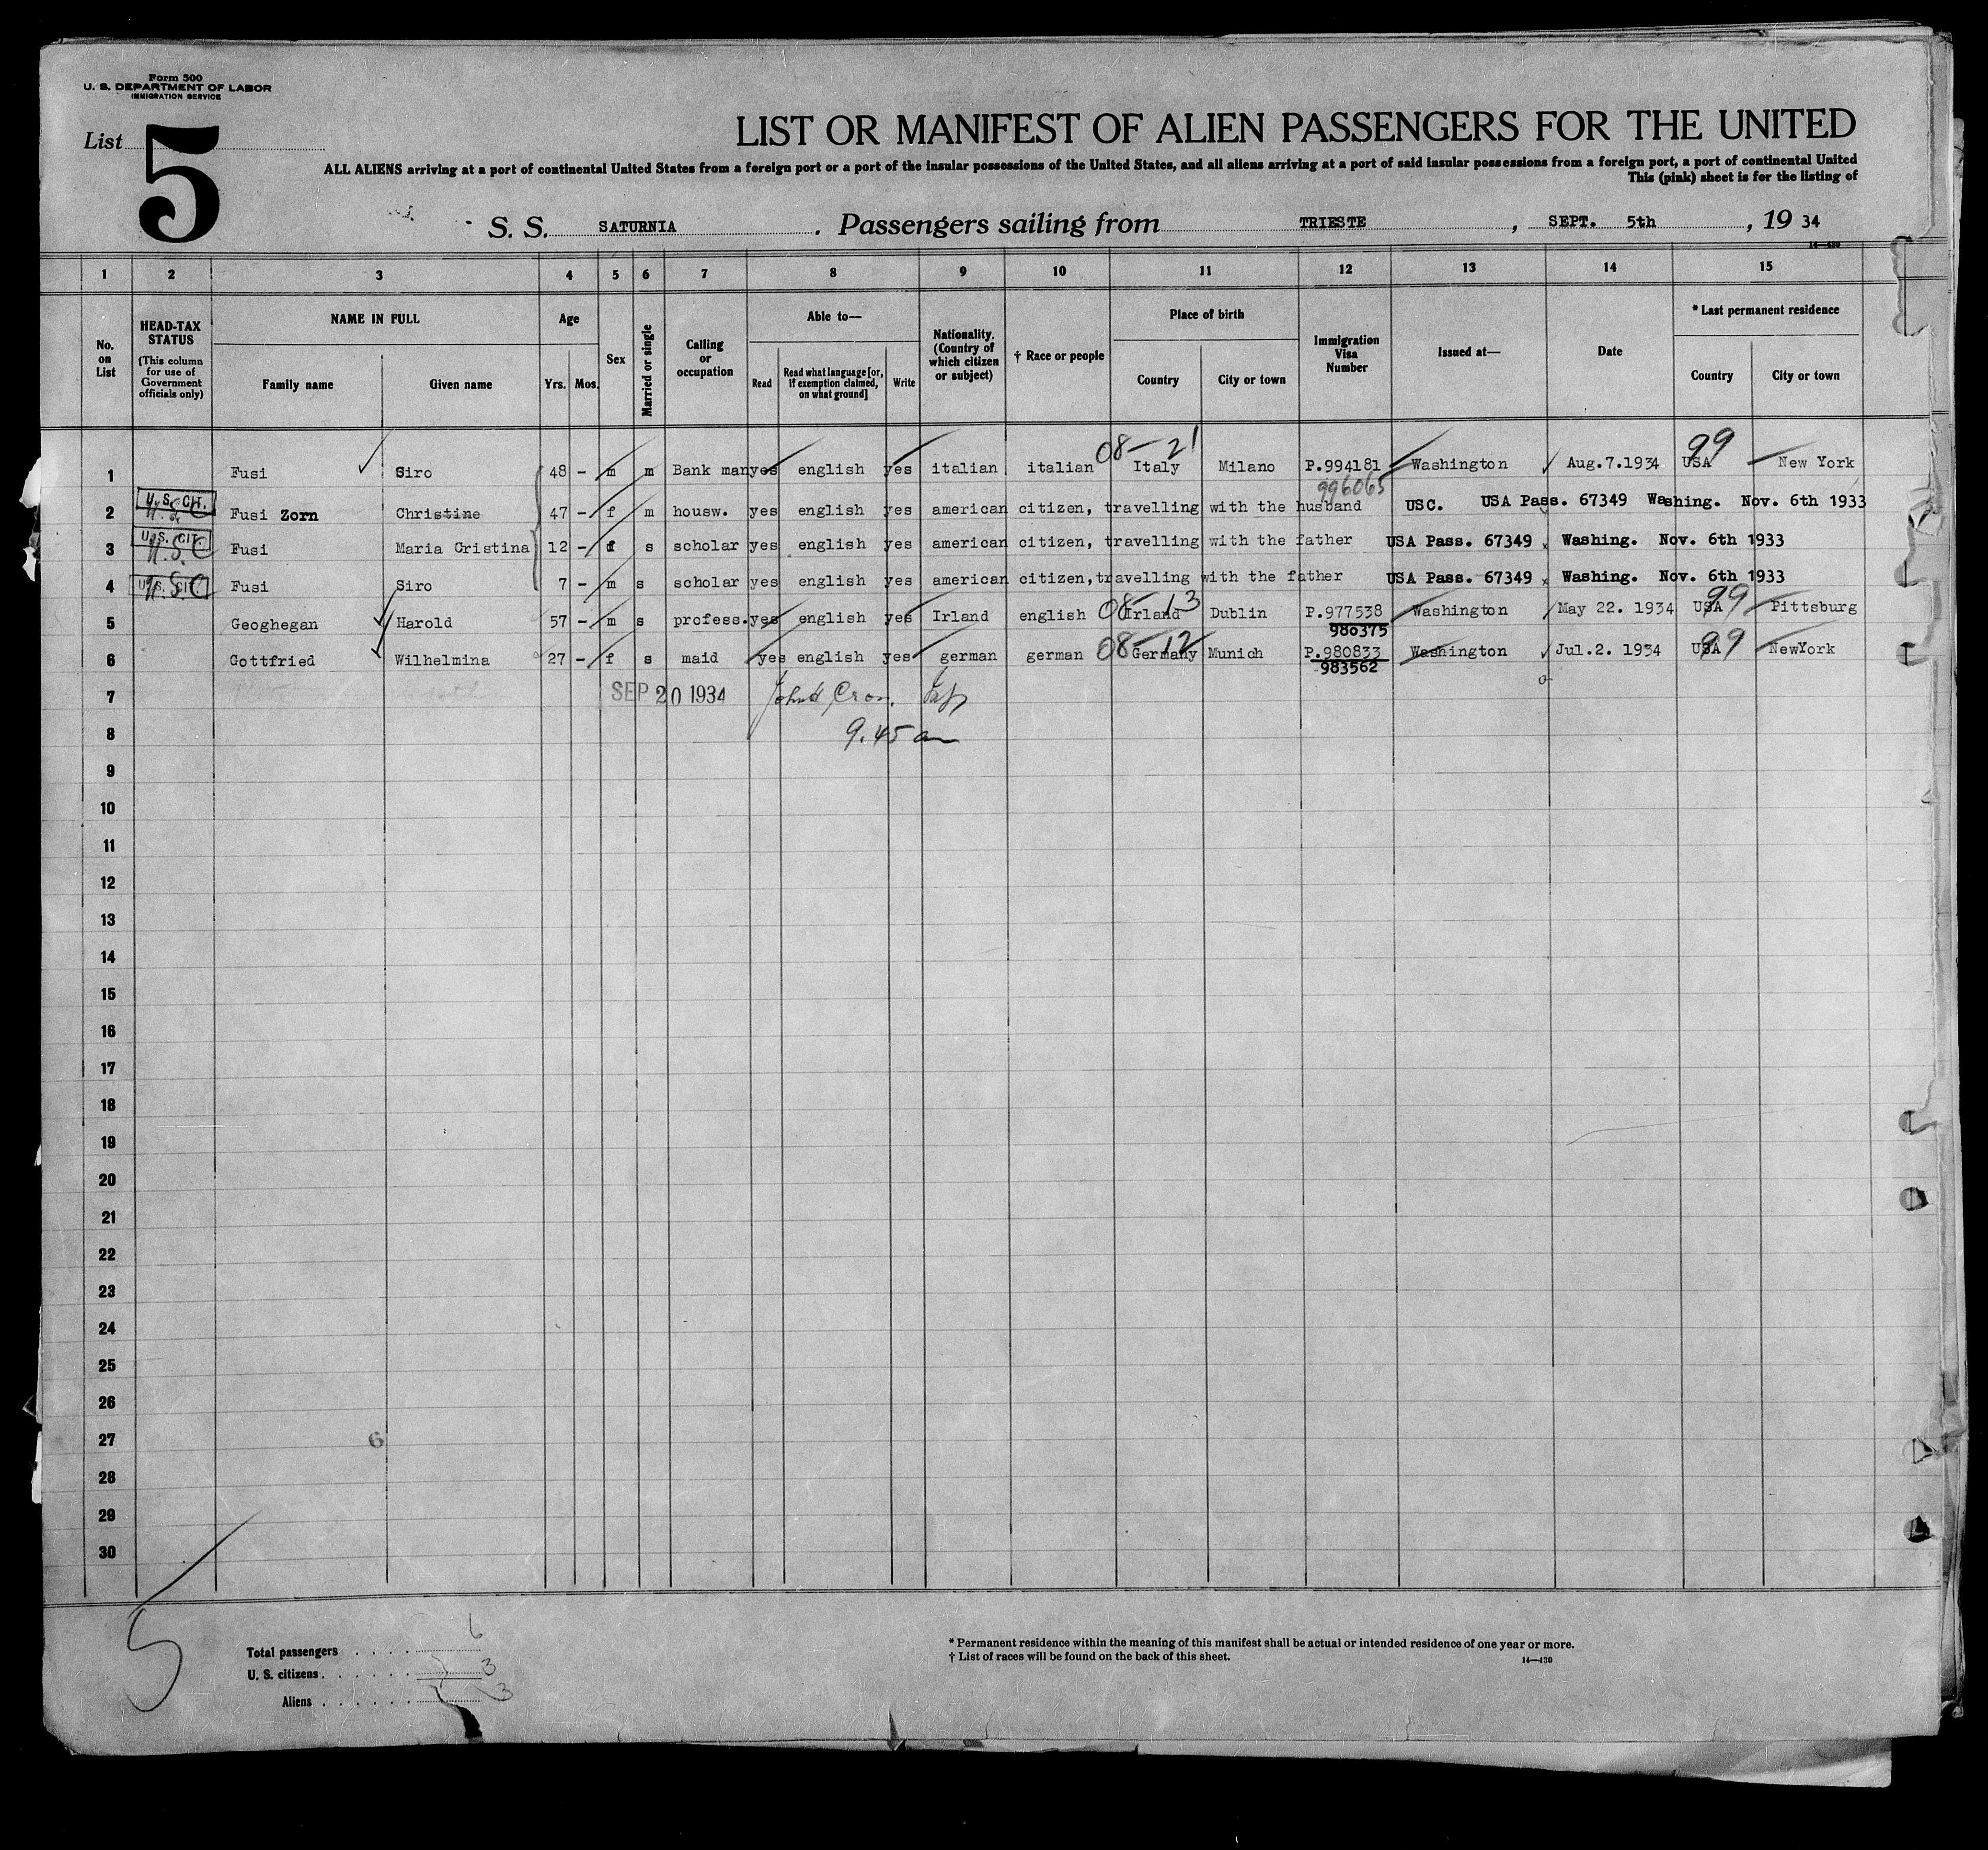 Form 500
U. S. DEPARTMENT OF LABOR
IMMIGRATION SERVICE
List 5
LIST OR MANIFEST OF ALIEN PASSENGERS FOR THE UNITED
ALL ALIENS arriving at a port of continental United States from a foreign port or a port of the insular possessions of the United States, and all aliens arriving at a port of said insular possessions from a foreign port, a port of continental United
This (pink) sheet is for the listing of
S. S. SATURNIA. Passengers sailing from TRIESTE, SEPT. 5th, 19 34
14—430
1 2 3 4 5 6 7 8 9 10 11 12 13 14 15
No. on List
HEAD-TAX STATUS (This column for use of Government officials only)
NAME IN FULL
Family name Given name
Age
Yrs. Mos.
Sex
Married or single
Calling or occupation
Able to—
Read Read what language [or, if exemption claimed, on what ground] Write
Nationality. (Country of which citizen or subject)
† Race or people
Place of birth
Country City or town
Immigration Visa Number
Issued at—
Date
* Last permanent residence
Country City or town
08-21 99
1 Fusi Siro 48 - m m Bank man yes english yes italian italian Italy Milano P.994181 Washington Aug.7.1934 USA New York
996065
2 U. S. CIT. U.S.C Fusi Zorn Christine 47 - f m housw. yes english yes american citizen, travelling with the husband USC. USA Pass. 67349 Washing. Nov. 6th 1933
3 U. S. CIT. U.S.C Fusi Maria Cristina 12 - f s scholar yes english yes american citizen, travelling with the father USA Pass. 67349 Washing. Nov. 6th 1933
4 U. S. CIT. U.S.C Fusi Siro 7 - m s scholar yes english yes american citizen, travelling with the father USA Pass. 67349 Washing. Nov. 6th 1933
08-13 99
5 Geoghegan Harold 57 - m s profess. yes english yes Irland english Irland Dublin P.977538 Washington May 22. 1934 USA Pittsburg
980375
08-12 99
6 Gottfried Wilhelmina 27 - f s maid yes english yes german german Germany Munich P.980833 Washington Jul.2. 1934 USA NewYork
983562
7 SEP 20 1934 John
8 9.45 am
9
10
11
12
13
14
15
16
17
18
19
20
21
22
23
24
25
26
27 6
28
29
30
5
Total passengers . . . . 6
U. S. citizens . . . . . . 3
Aliens . . . . . . 3
* Permanent residence within the meaning of this manifest shall be actual or intended residence of one year or more.
† List of races will be found on the back of this sheet.
14—430